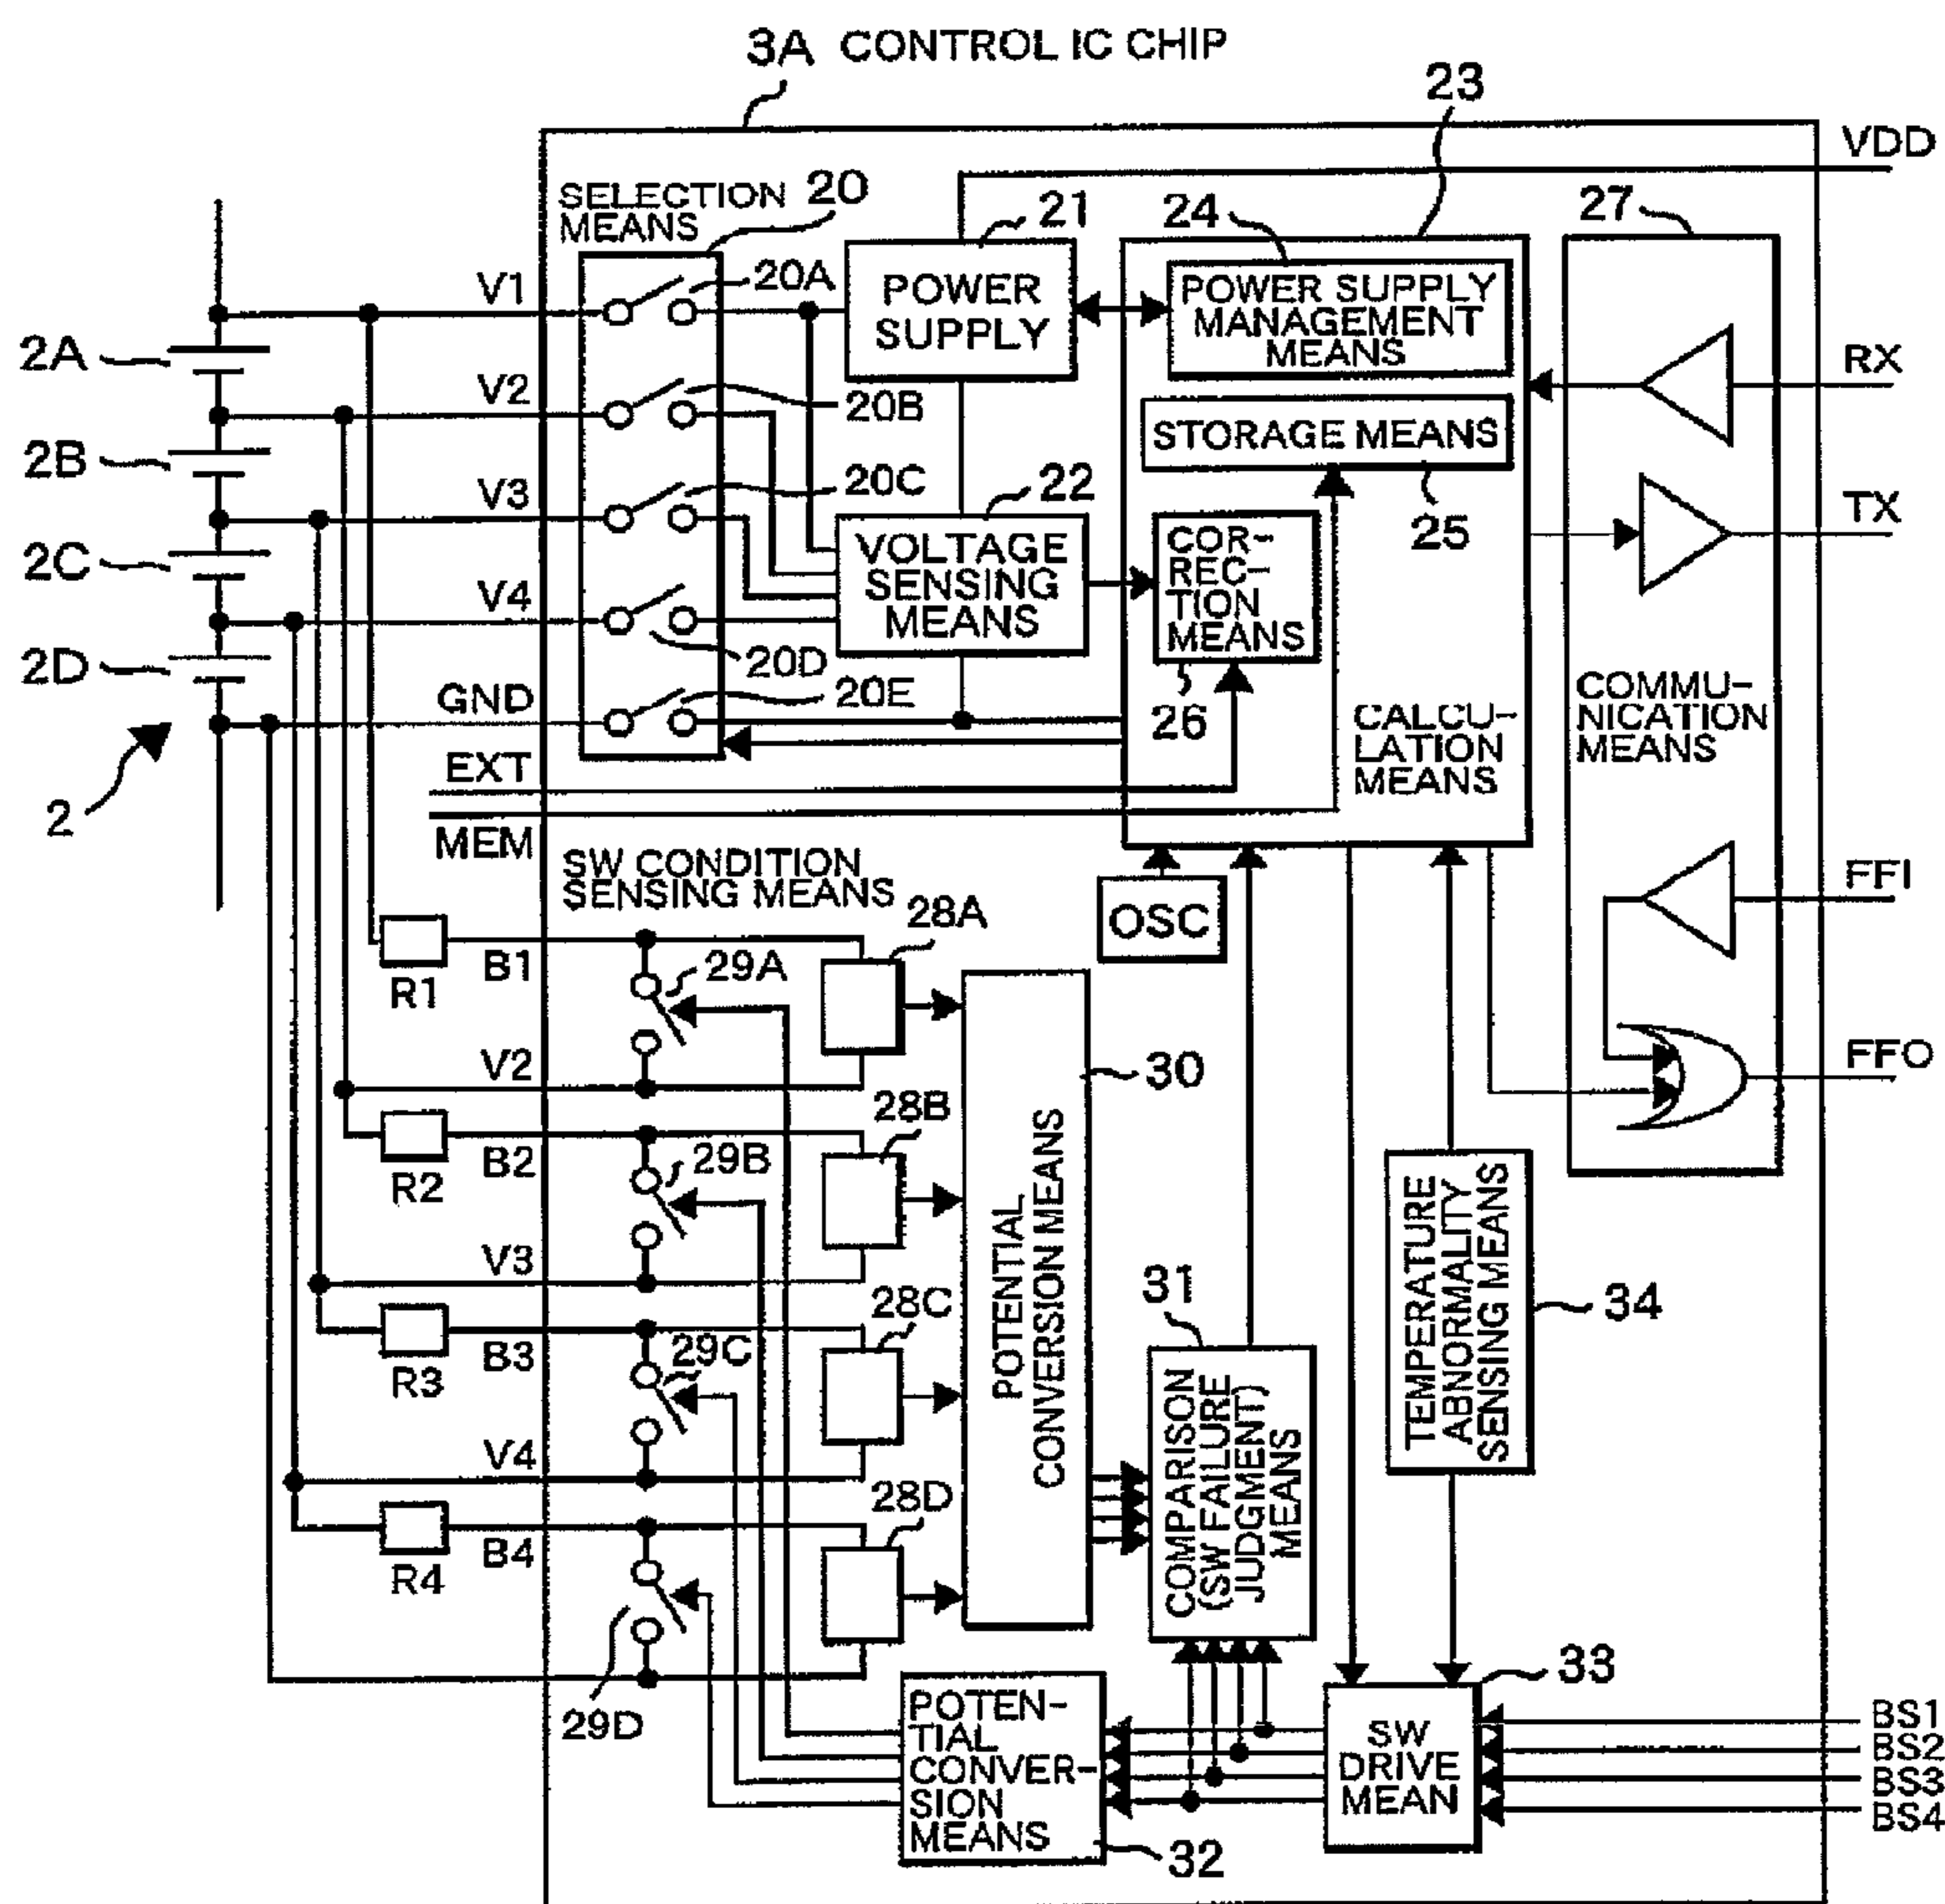 3A CONTROL IC CHIP
23
VDD
SELECTION
MEANS
20
21
24
27
V1
20A
POWER
SUPPLY
POWER SUPPLY
MANAGEMENT
MEANS
2A
RX
V2
20B
STORAGE MEANS
2B
V3
20C
22
25
TX
2C
VOLTAGE
SENSING
MEANS
COR-
REC-
TION
MEANS
V4
2D
20D
GND
20E
26
CALCU-
LATION
MEANS
COMMU-
NICATION
MEANS
EXT
2
MEM
SW CONDITION
SENSING MEANS
28A
OSC
FFI
R1
B1
29A
V2
30
FFO
28B
R2
B2
29B
POTENTIAL
CONVERSION MEANS
TEMPERATURE
ABNORMALITY
SENSING MEANS
V3
28C
31
34
R3
B3
29C
COMPARISON
(SW FAILURE
JUDGMENT)
MEANS
V4
28D
R4
B4
29D
POTEN-
TIAL
CONVER-
SION
MEANS
32
33
SW
DRIVE
MEAN
BS1
BS2
BS3
BS4